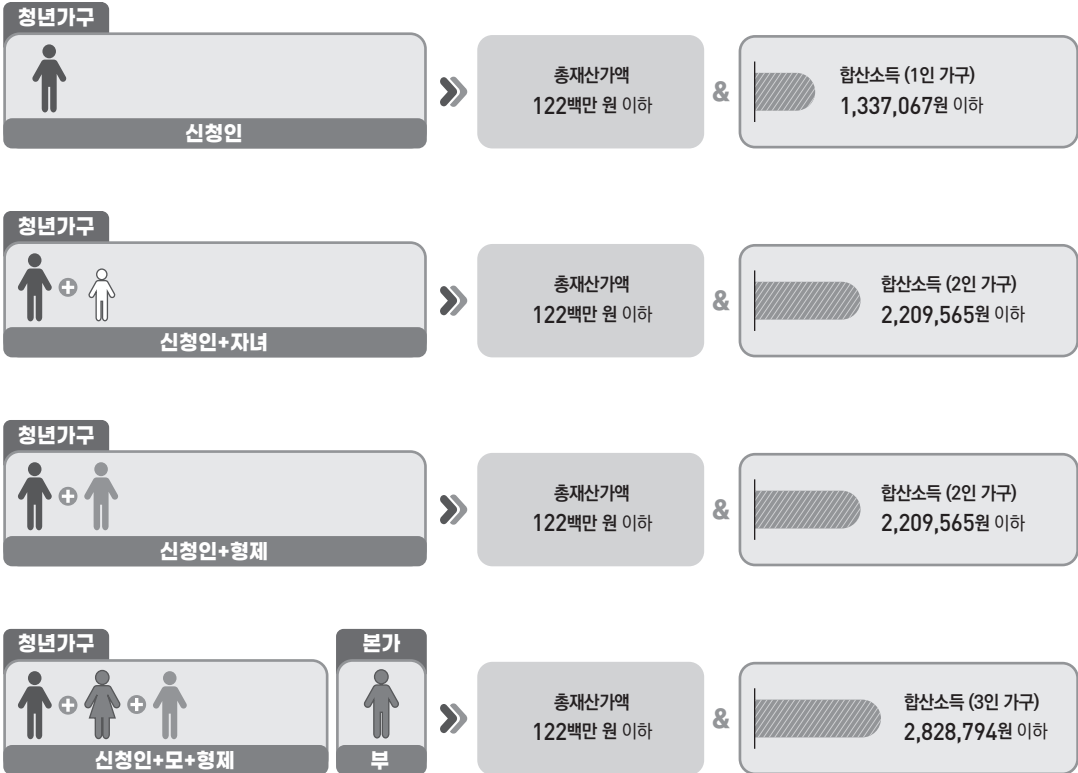 청년가구
신청인
총재산가액
122백만 원 이하
&
합산소득 (1인 가구)
1,337,067원 이하
청년가구
신청인+자녀
총재산가액
122백만 원 이하
&
합산소득 (2인 가구)
2,209,565원 이하
청년가구
신청인+형제
총재산가액
122백만 원 이하
&
합산소득 (2인 가구)
2,209,565원 이하
청년가구
신청인+모+형제
본가
부
총재산가액
122백만 원 이하
&
합산소득 (3인 가구)
2,828,794원 이하